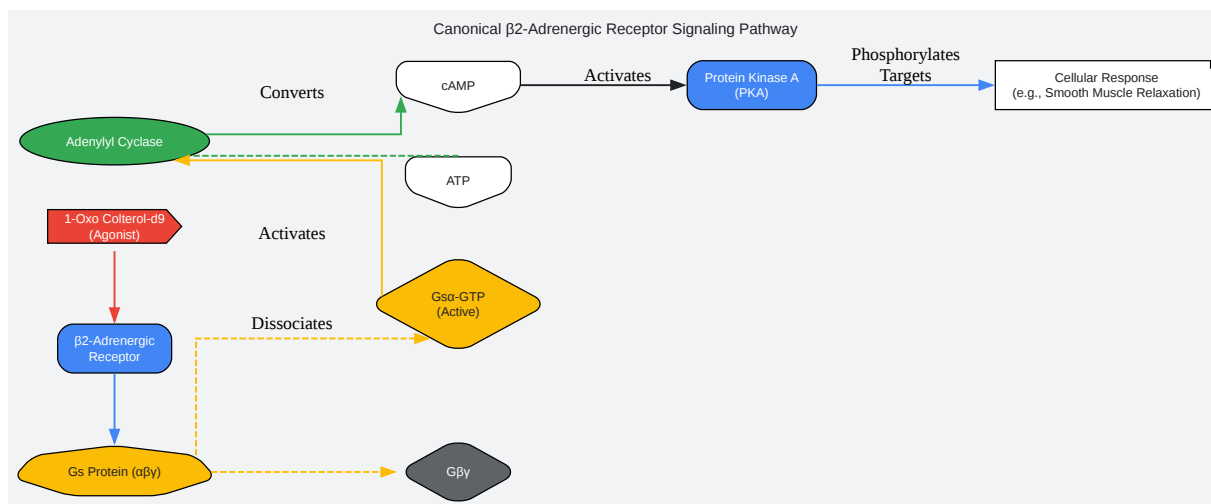 Canonical β2-Adrenergic Receptor Signaling Pathway
Phosphorylates
Targets
Activates
Converts
cAMP
Protein Kinase A
(PKA)
Cellular Response
(e.g., Smooth Muscle Relaxation)
Adenylyl Cyclase
ATP
1-Oxo Colterol-d9
(Agonist)
Activates
Gsα-GTP
(Active)
Dissociates
β2-Adrenergic
Receptor
Gs Protein (αβγ)
Gβγ